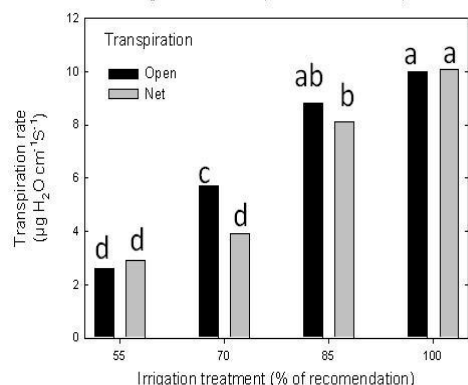 12
Transpiration
Open
Net
10
8
6
4
2
0
Transpiration rate
(µg H₂O cm⁻¹S⁻¹)
d d c d ab b a a
55 70 85 100
Irrigation treatment (% of recomendation)